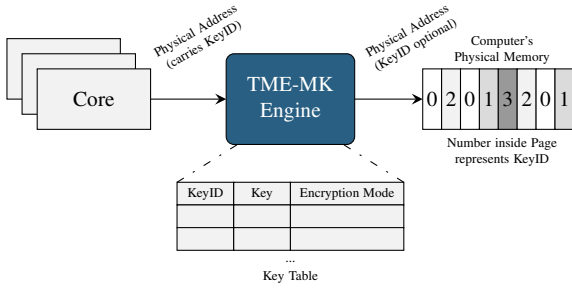 Physical Address
(carries KeyID)
Physical Address
(KeyID optional)
Computer's
Physical Memory
Core
TME-MK
Engine
0 2 0 1 3 2 0 1
Number inside Page
represents KeyID
KeyID Key Encryption Mode
...
Key Table